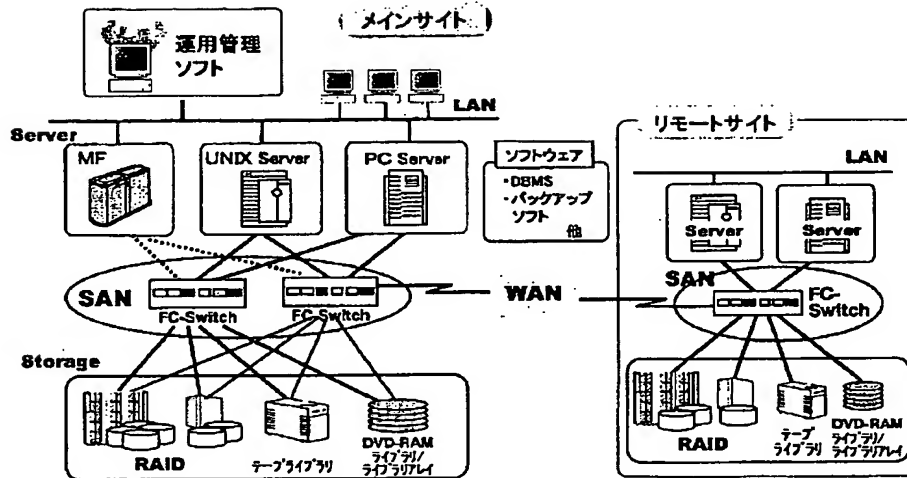 メインサイト
運用管理
ソフト
LAN
Server
MF
UNIX Server
PC Server
ソフトウェア
・DBMS
・バックアップ
ソフト
他
リモートサイト
LAN
Server
Server
SAN
FC-Switch
FC-Switch
WAN
SAN
FC-
Switch
Storage
RAID
テープライブラリ
DVD-RAM
ライブラリ/
ライブラリアレイ
RAID
テープ
ライブラリ
DVD-RAM
ライブラリ/
ライブラリアレイ